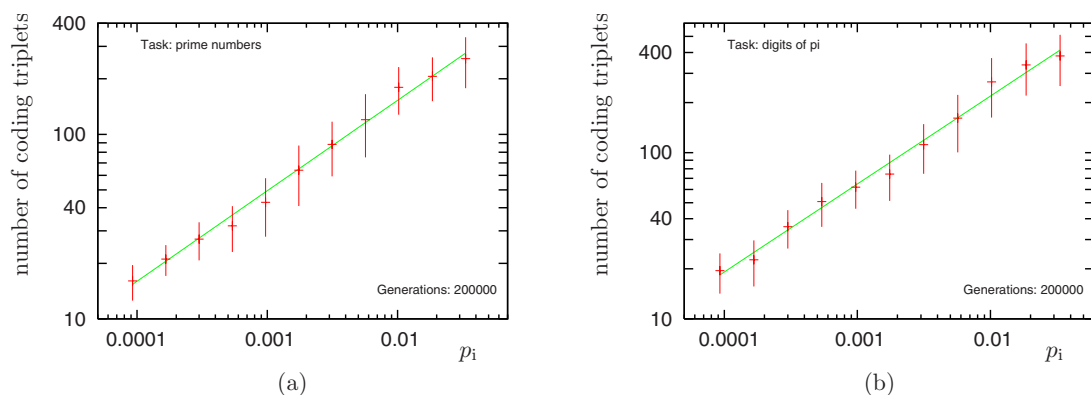 number of coding triplets
400
100
40
10
Task: prime numbers
Generations: 200000
0.0001 0.001 0.01
pi
(a)
number of coding triplets
400
100
40
10
Task: digits of pi
Generations: 200000
0.0001 0.001 0.01
pi
(b)